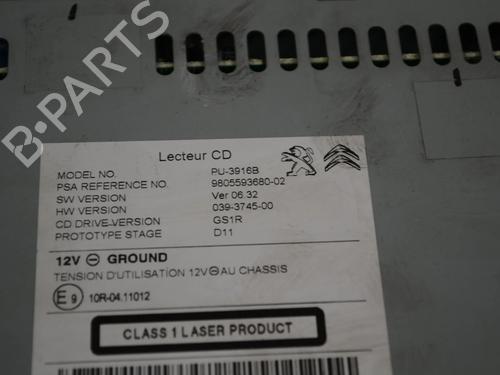 B-PARTS
Lecteur CD
MODEL NO. PU-3916B
PSA REFERENCE NO. 9805593680-02
SW VERSION Ver 06.32
HW VERSION 039-3745-00
CD DRIVE-VERSION GS1R
PROTOTYPE STAGE D11
12V ⊖ GROUND
TENSION D'UTILISATION 12V⊖AU CHASSIS
E9 10R-04.11012
CLASS 1 LASER PRODUCT